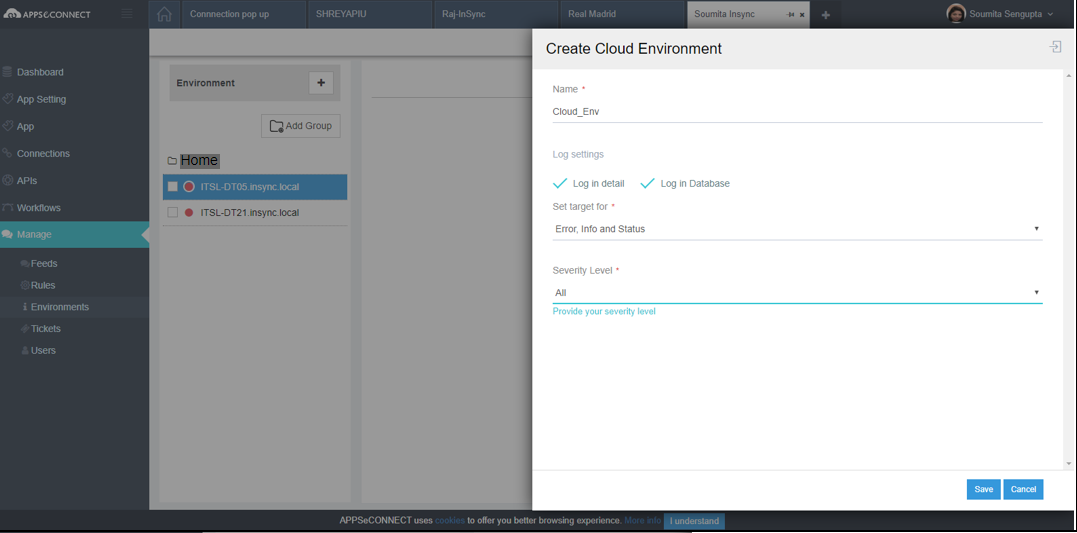 APPSeCONNECT
Connnection pop up
SHREYAPIU
Raj-InSync
Real Madrid
Soumita Insync
Soumita Sengupta
Dashboard
App Setting
App
Connections
APIs
Workflows
Manage
Feeds
Rules
Environments
Tickets
Users
Environment
Add Group
Home
ITSL-DT05.insync.local
ITSL-DT21.insync.local
Create Cloud Environment
Name *
Cloud_Env
Log settings
Log in detail Log in Database
Set target for *
Error, Info and Status
Severity Level *
All
Provide your severity level
Save Cancel
APPSeCONNECT uses cookies to offer you better browsing experience. More info I understand